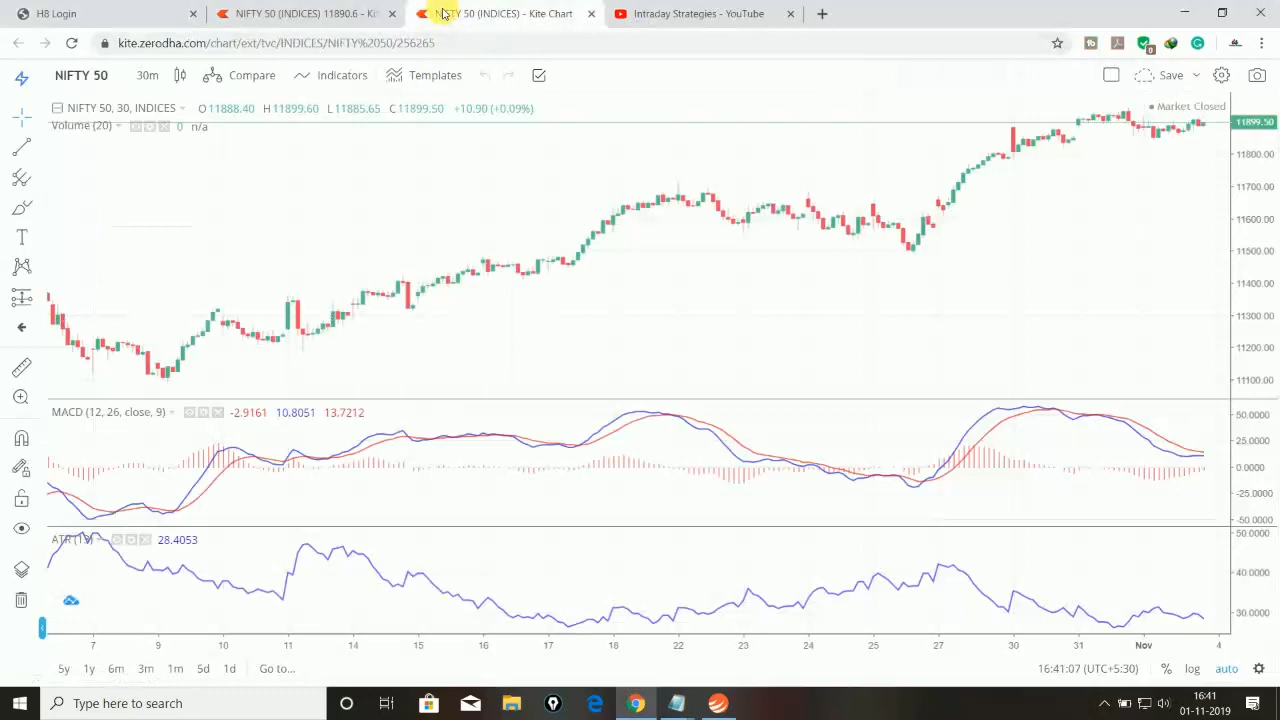 H8 Login
NIFTY 50 (INDICES) 11890.6 - Kit
NIFTY 50 (INDICES) - Kite Chart
Intraday Strategies - YouTube
kite.zerodha.com/chart/ext/tvc/INDICES/NIFTY%2050/256265
NIFTY 50
30m
Compare
Indicators
Templates
Save
NIFTY 50, 30, INDICES
O11888.40 H11899.60 L11885.65 C11899.50 +10.90 (+0.09%)
Market Closed
Volume (20)
0 n/a
11899.50
11800.00
11700.00
11600.00
11500.00
11400.00
11300.00
11200.00
11100.00
MACD (12, 26, close, 9)
-2.9161 10.8051 13.7212
50.0000
25.0000
0.0000
-25.0000
-50.0000
28.4053
50.0000
40.0000
30.0000
7 9 10 11 14 15 16 17 18 22 23 24 25 27 30 31 Nov 4
5y 1y 6m 3m 1m 5d 1d Go to...
16:41:07 (UTC+5:30) % log auto
Type here to search
16:41
01-11-2019